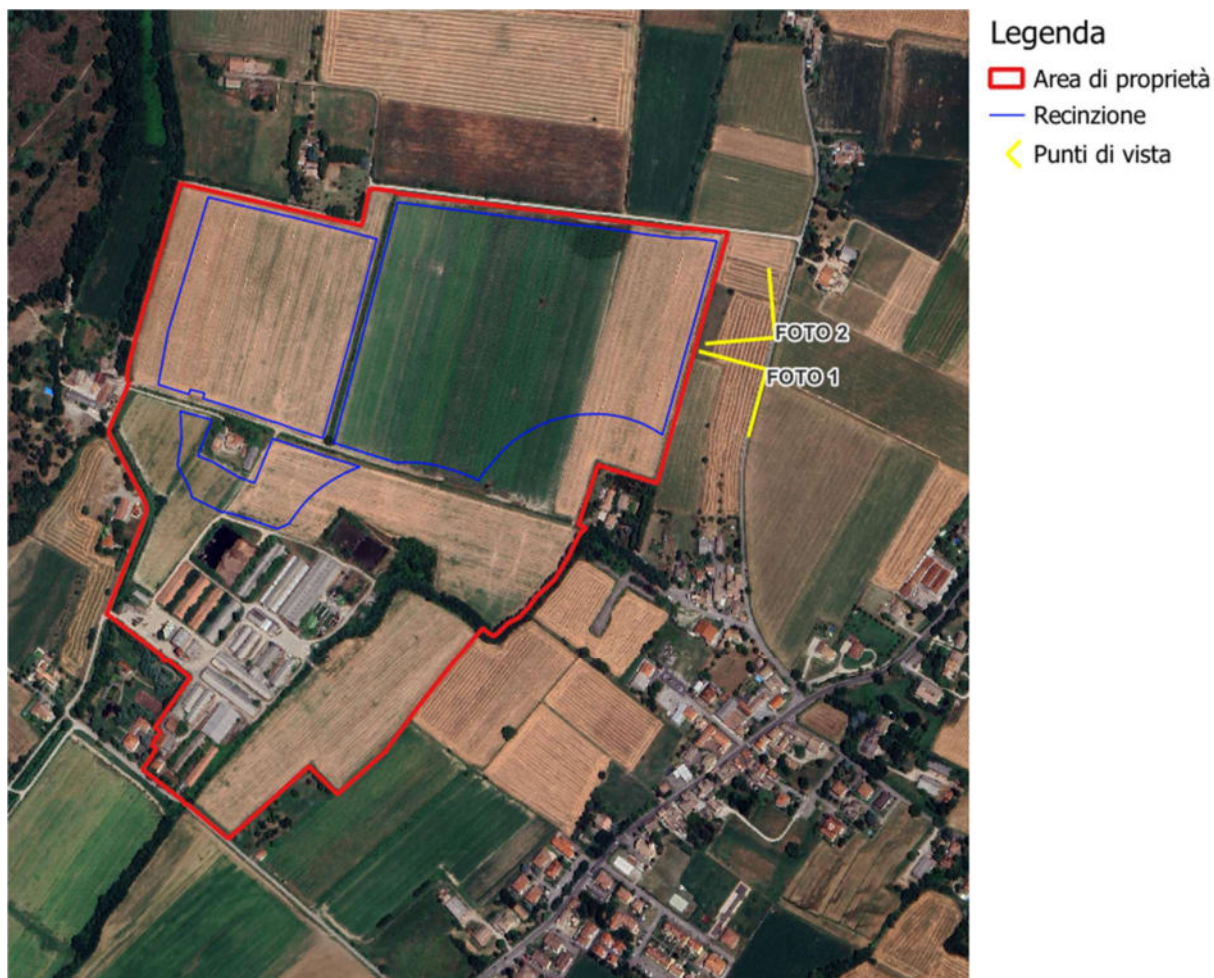 Legenda
Area di proprietà
Recinzione
Punti di vista
FOTO 2
FOTO 1